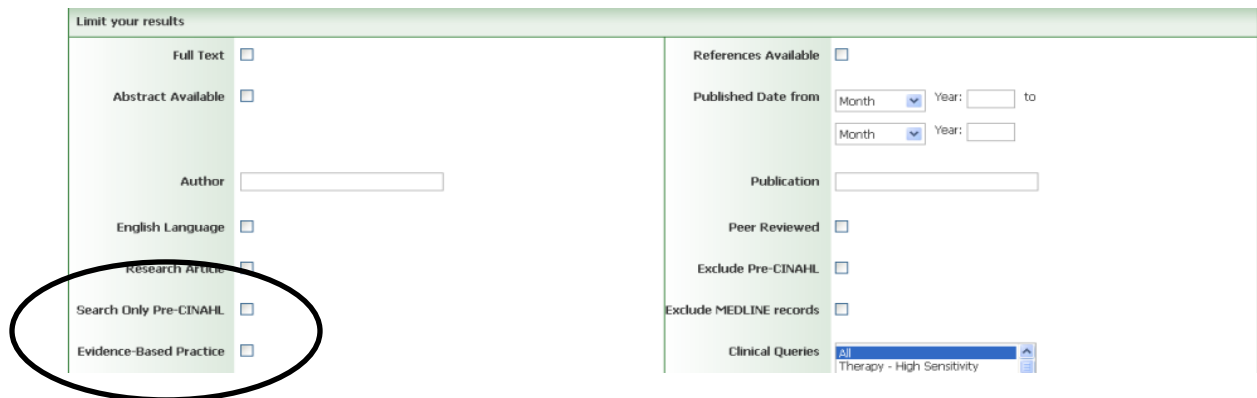 Limit your results
Full Text
References Available
Abstract Available
Published Date from Month Year: to
Month Year:
Author
Publication
English Language
Peer Reviewed
Research Article
Exclude Pre-CINAHL
Search Only Pre-CINAHL
Exclude MEDLINE records
Evidence-Based Practice
Clinical Queries All
Therapy - High Sensitivity